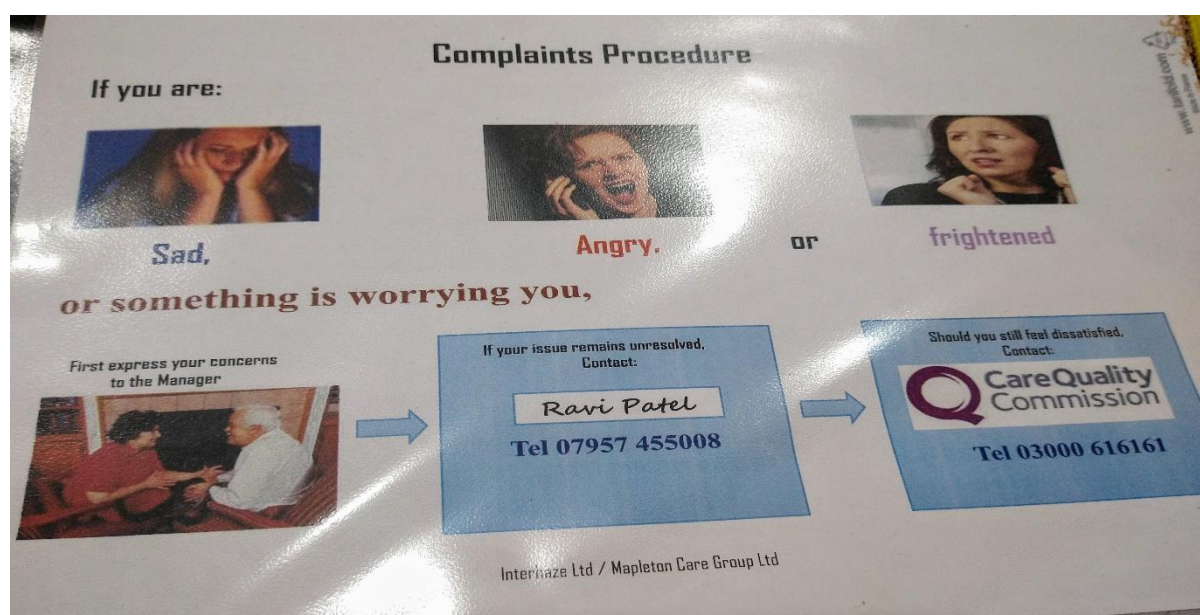 Complaints Procedure
If you are:
Sad,
Angry.
or
frightened
or something is worrying you,
First express your concerns
to the Manager
If your issue remains unresolved,
Contact:
Ravi Patel
Tel 07957 455008
Should you still feel dissatisfied,
Contact:
CareQuality
Commission
Tel 03000 616161
Ltd / Mapleton Care Group Ltd